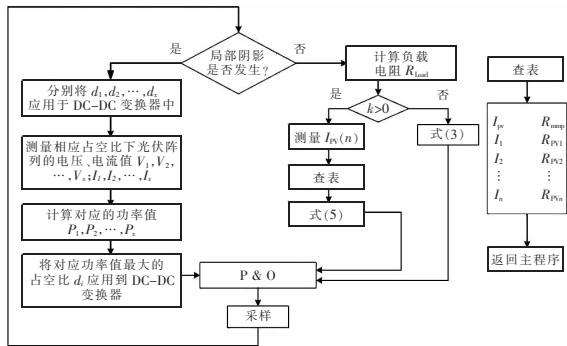 局部阴影
是否发生?
是
否
分别将 d1,d2,…,dx
应用于 DC-DC 变换器中
测量相应占空比下光伏阵
列的电压、电流值 V1,V2,
…,Vx;I1,I2,…,Ix
计算对应的功率值
P1,P2,…,Px
将对应功率值最大的
占空比 di 应用到 DC-DC
变换器
计算负载
电阻 RLoad
k>0
是
否
测量 IPV(n)
查表
式(5)
式(3)
P & O
采样
查表
Ipv Rmmp
I1 RPV1
I2 RPV2
⋮ ⋮
In RPVn
返回主程序